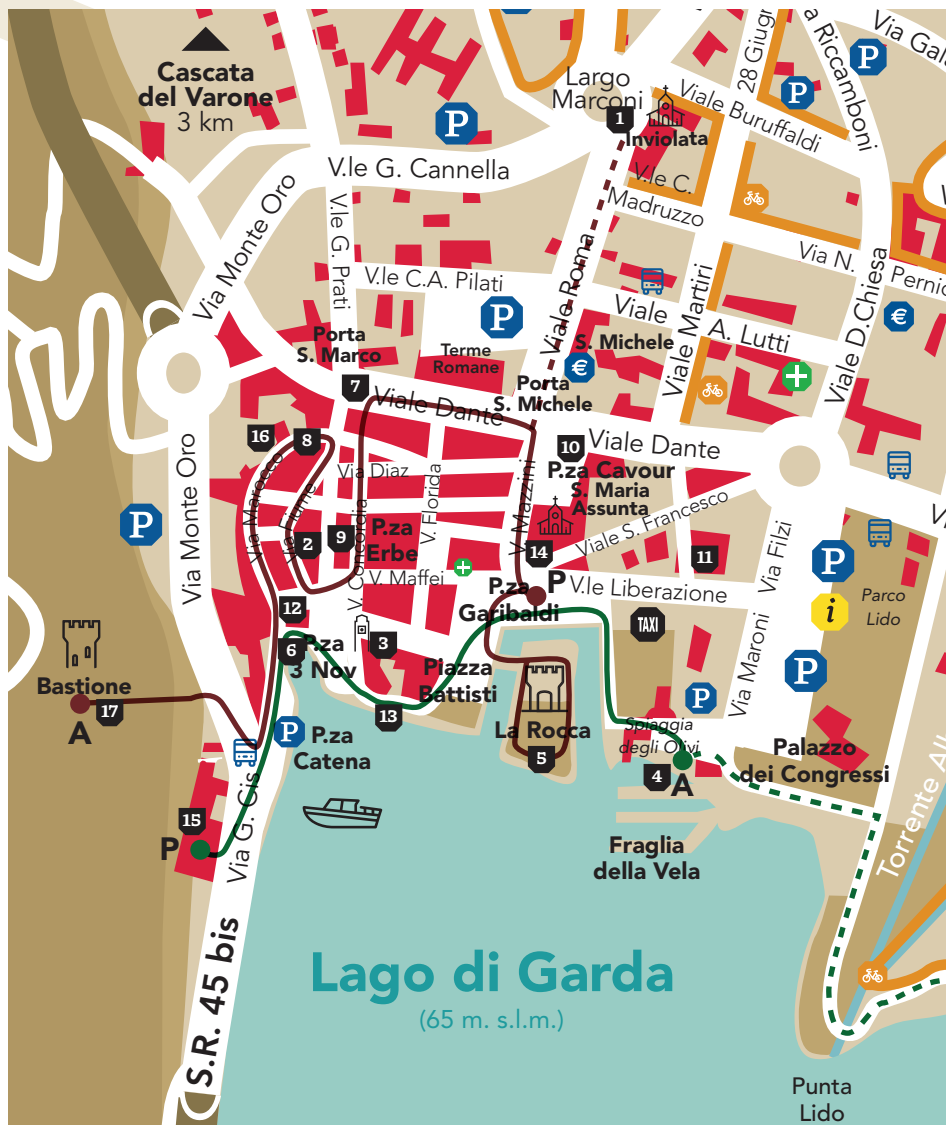 Cascata
del Varone
3 km
P
Largo
Marconi
1
Inviolata
Viale Buruffaldi
28 Giug
P
a Riccamboni
P
Via Gal
V.le G. Cannella
V.le C.
Madruzzo
Via Monte Oro
V.le G. Prati
V.le C.A. Pilati
Viale Roma
Viale
A. Lutti
Viale Martiri
Via N.
Pernic
Viale D.Chiesa
€
P
Porta
S. Marco
Terme
Romane
S. Michele
€
Porta
S. Michele
7
Viale Dante
10
Viale Dante
16
8
Via Marocco
Via Fiume
Via Diaz
V. Concordia
V. Florida
V. Mazzini
P.za Cavour
S. Maria
Assunta
Viale S. Francesco
P
Via Monte Oro
2
9
P.za
Erbe
14
11
V. Maffei
P.za
Garibaldi
P
V.le Liberazione
Via Filzi
P
i
Parco
Lido
12
TAXI
6
P.za
3 Nov
3
Piazza
Battisti
Via Maroni
P
P
Bastione
17
A
13
La Rocca
5
Spiaggia
degli Olivi
4
A
Palazzo
dei Congressi
P
P.za
Catena
15
P
Via G. Cis
Fraglia
della Vela
Torrente Al
S.R. 45 bis
Lago di Garda
(65 m. s.l.m.)
Punta
Lido